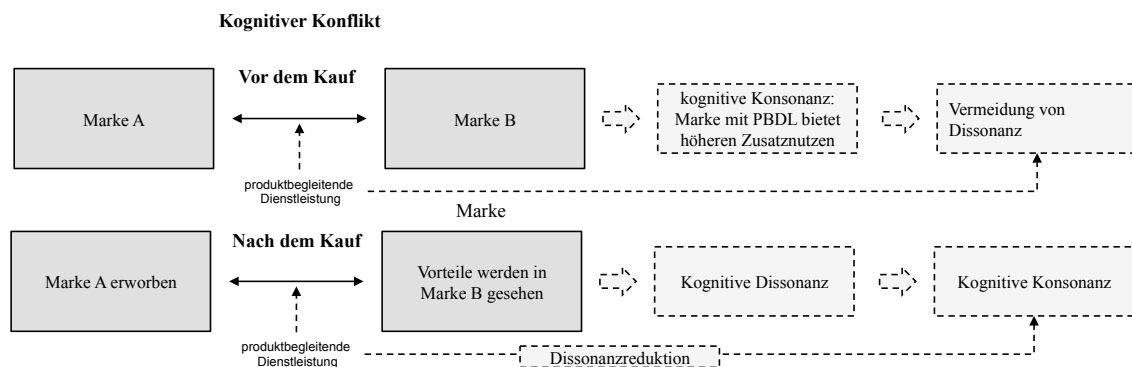 Kognitiver Konflikt
Vor dem Kauf
Marke A
Marke B
kognitive Konsonanz:
Marke mit PBDL bietet
höheren Zusatznutzen
Vermeidung von
Dissonanz
produktbegleitende
Dienstleistung
Marke
Nach dem Kauf
Marke A erworben
Vorteile werden in
Marke B gesehen
Kognitive Dissonanz
Kognitive Konsonanz
produktbegleitende
Dienstleistung
Dissonanzreduktion